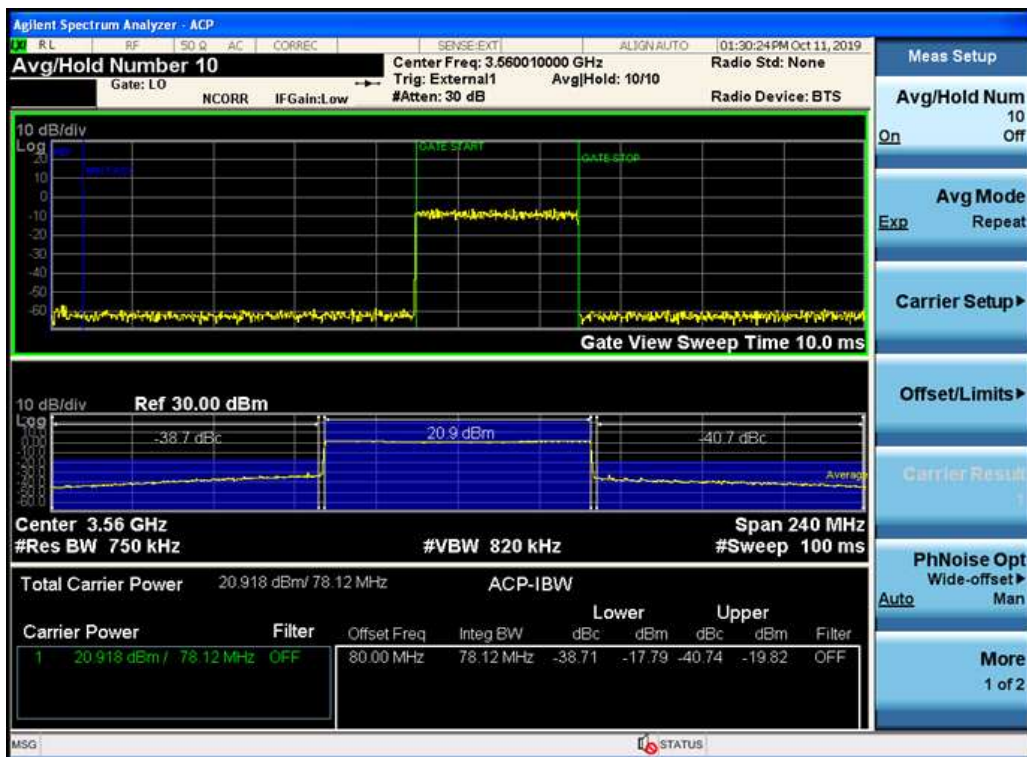 Agilent Spectrum Analyzer - ACP
LXI RL RF 50 Ω AC CORREC SENSE:EXT ALIGN AUTO 01:30:24 PM Oct 11, 2019
Avg/Hold Number 10 Center Freq: 3.560010000 GHz Radio Std: None
Trig: External1 Avg|Hold: 10/10
Gate: LO NCORR IFGain:Low #Atten: 30 dB Radio Device: BTS
10 dB/div
Log
GATE START
GATE STOP
20
10
0
-10
-20
-30
-40
-50
-60
Gate View Sweep Time 10.0 ms
10 dB/div Ref 30.00 dBm
Log
-38.7 dBc 20.9 dBm -40.7 dBc
0.00
Average
Center 3.56 GHz Span 240 MHz
#Res BW 750 kHz #VBW 820 kHz #Sweep 100 ms
Total Carrier Power 20.918 dBm/ 78.12 MHz ACP-IBW
Lower Upper
Carrier Power Filter Offset Freq Integ BW dBc dBm dBc dBm Filter
1 20.918 dBm / 78.12 MHz OFF 80.00 MHz 78.12 MHz -38.71 -17.79 -40.74 -19.82 OFF
MSG STATUS
Meas Setup
Avg/Hold Num
10
On Off
Avg Mode
Exp Repeat
Carrier Setup
Offset/Limits
Carrier Result
1
PhNoise Opt
Wide-offset
Auto Man
More
1 of 2